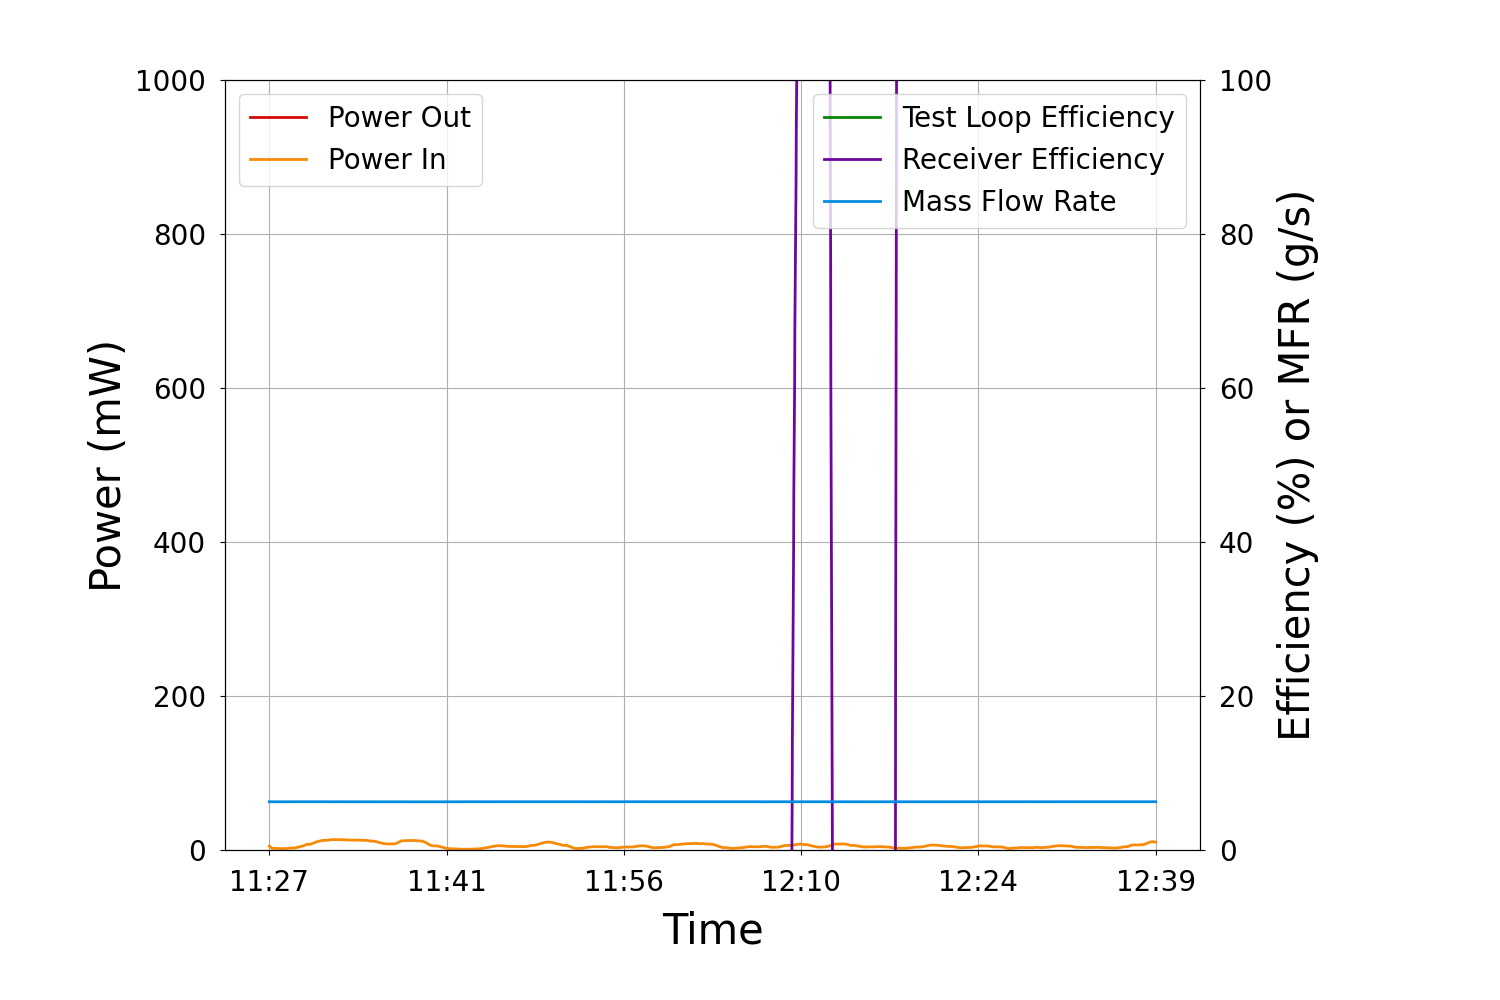 1000
800
600
400
200
0
Power (mW)
Power Out
Power In
Test Loop Efficiency
Receiver Efficiency
Mass Flow Rate
100
80
60
40
20
0
Efficiency (%) or MFR (g/s)
11:27 11:41 11:56 12:10 12:24 12:39
Time